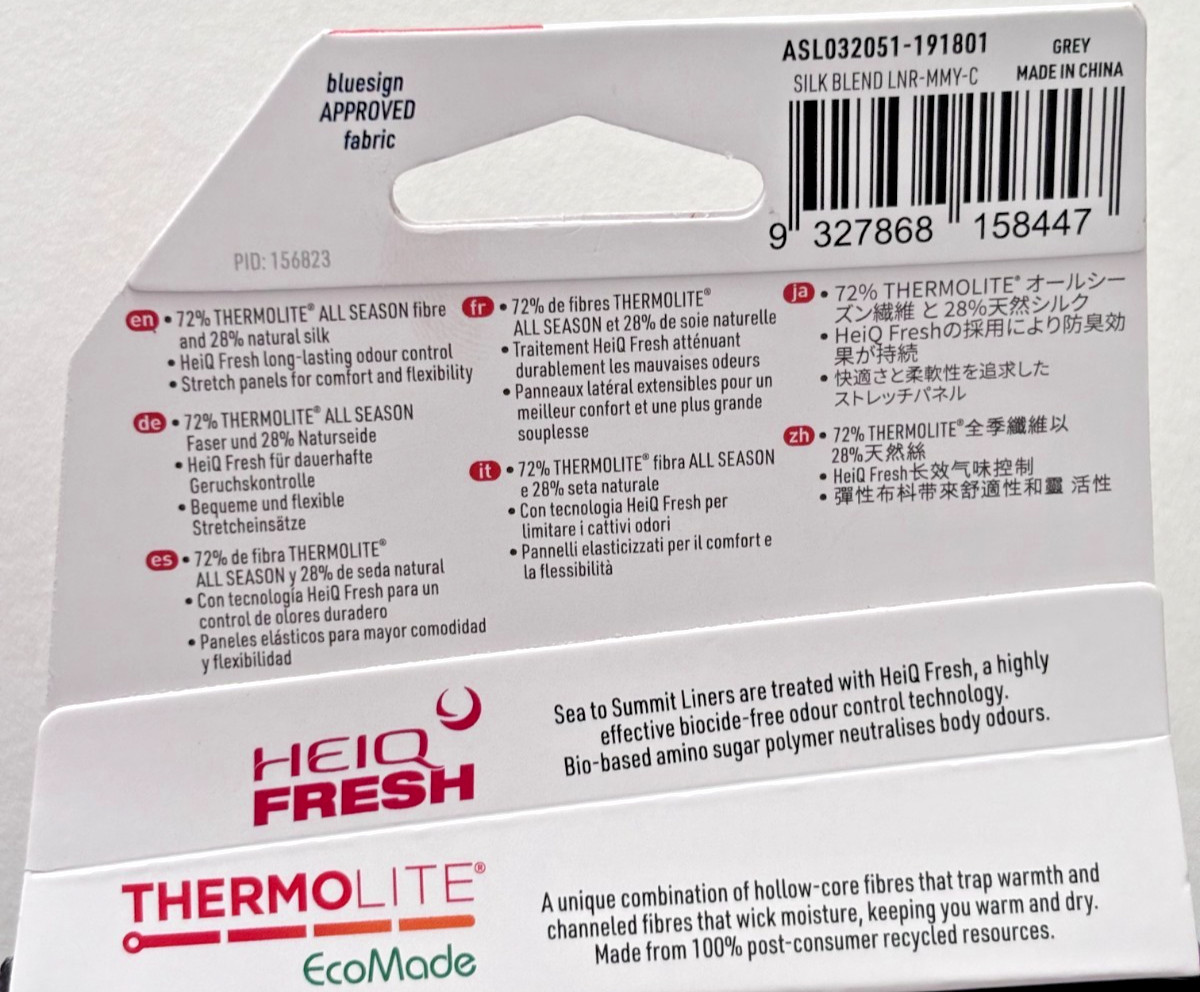 bluesign
APPROVED
fabric
PID: 156823
ASL032051-191801
GREY
SILK BLEND LNR-MMY-C
MADE IN CHINA
9 327868 158447
en • 72% THERMOLITE® ALL SEASON fibre
and 28% natural silk
• HeiQ Fresh long-lasting odour control
• Stretch panels for comfort and flexibility
de • 72% THERMOLITE® ALL SEASON
Faser und 28% Naturseide
• HeiQ Fresh für dauerhafte
Geruchskontrolle
• Bequeme und flexible
Stretcheinsätze
es • 72% de fibra THERMOLITE®
ALL SEASON y 28% de seda natural
• Con tecnología HeiQ Fresh para un
control de olores duradero
• Paneles elásticos para mayor comodidad
y flexibilidad
fr • 72% de fibres THERMOLITE®
ALL SEASON et 28% de soie naturelle
• Traitement HeiQ Fresh atténuant
durablement les mauvaises odeurs
• Panneaux latéral extensibles pour un
meilleur confort et une plus grande
souplesse
it • 72% THERMOLITE® fibra ALL SEASON
e 28% seta naturale
• Con tecnologia HeiQ Fresh per
limitare i cattivi odori
• Pannelli elasticizzati per il comfort e
la flessibilità
ja • 72% THERMOLITE® オールシー
ズン繊維 と 28%天然シルク
• HeiQ Freshの採用により防臭効
果が持続
• 快適さと柔軟性を追求した
ストレッチパネル
zh • 72% THERMOLITE®全季纖維以
28%天然絲
• HeiQ Fresh长效气味控制
• 彈性布料带來舒適性和靈 活性
HEIQ
FRESH
Sea to Summit Liners are treated with HeiQ Fresh, a highly
effective biocide-free odour control technology.
Bio-based amino sugar polymer neutralises body odours.
THERMOLITE®
EcoMade
A unique combination of hollow-core fibres that trap warmth and
channeled fibres that wick moisture, keeping you warm and dry.
Made from 100% post-consumer recycled resources.